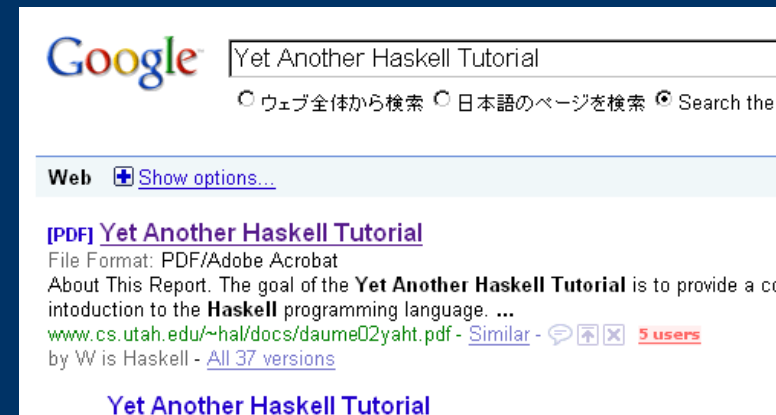 Google Yet Another Haskell Tutorial
ウェブ全体から検索 日本語のページを検索 Search the
Web Show options...
[PDF] Yet Another Haskell Tutorial
File Format: PDF/Adobe Acrobat
About This Report. The goal of the Yet Another Haskell Tutorial is to provide a co
intoduction to the Haskell programming language. ...
www.cs.utah.edu/~hal/docs/daume02yaht.pdf - Similar - 5 users
by W is Haskell - All 37 versions
Yet Another Haskell Tutorial